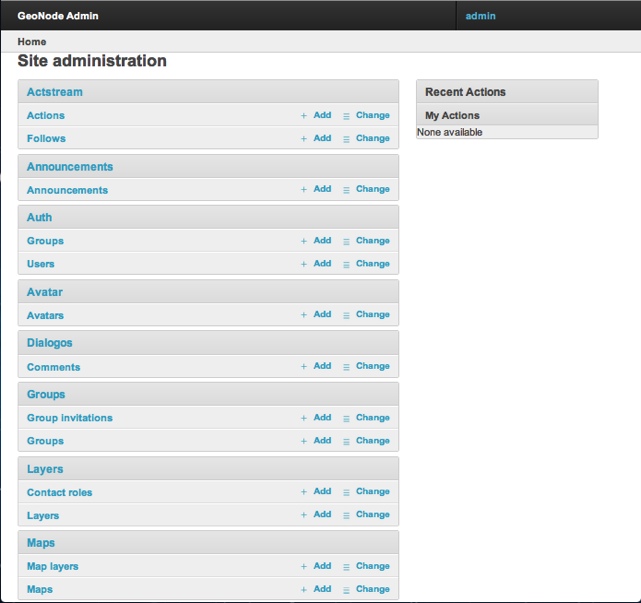 GeoNode Admin admin
Home
Site administration
Actstream
Actions + Add Change
Follows + Add Change
Announcements
Announcements + Add Change
Auth
Groups + Add Change
Users + Add Change
Avatar
Avatars + Add Change
Dialogos
Comments + Add Change
Groups
Group invitations + Add Change
Groups + Add Change
Layers
Contact roles + Add Change
Layers + Add Change
Maps
Map layers + Add Change
Maps + Add Change
Recent Actions
My Actions
None available